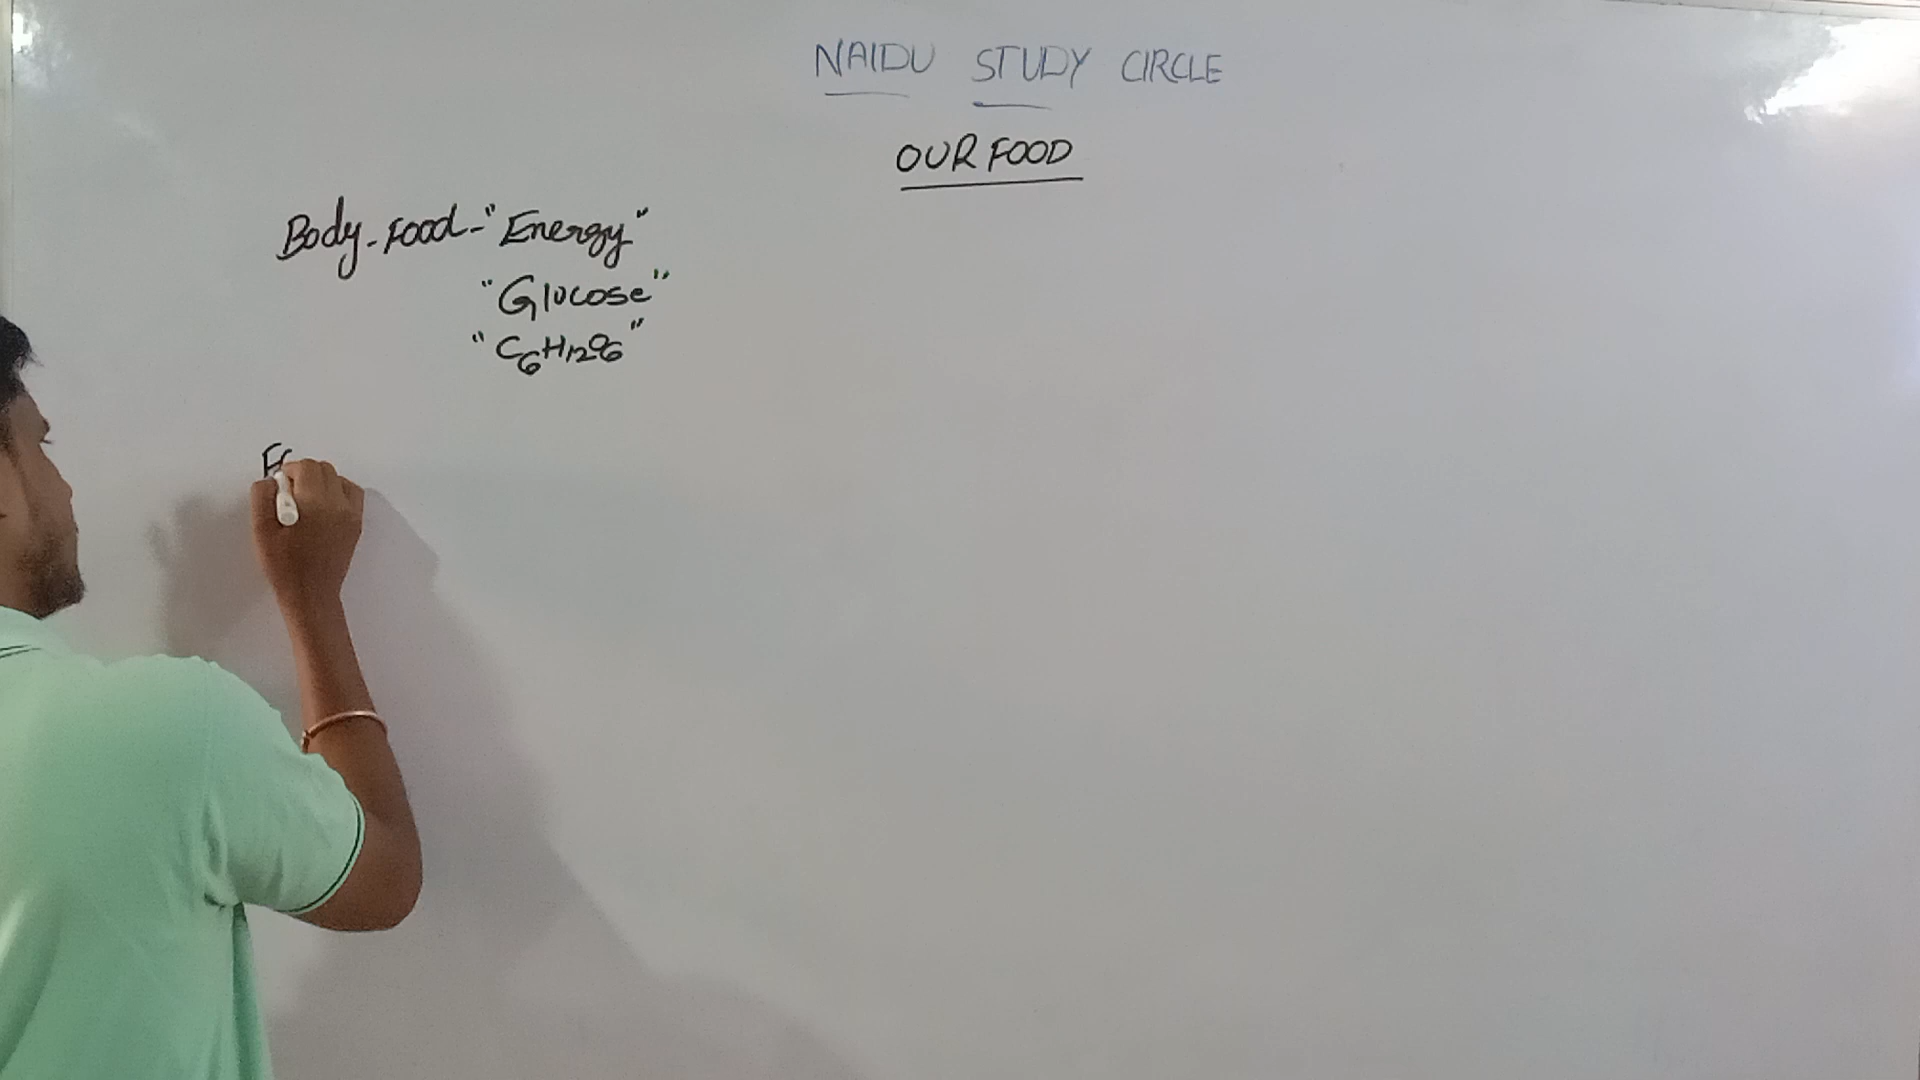 NAIDU STUDY CIRCLE
OUR FOOD
Body - Food - "Energy"
"Glucose"
"C6H12O6"